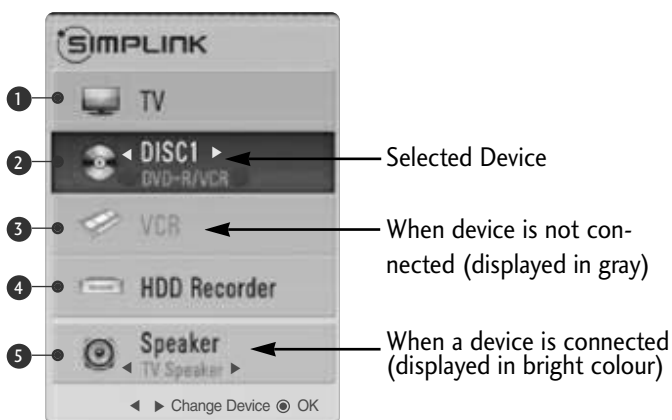 SIMPLINK
1 TV
2 ◀ DISC1 ▶ Selected Device
DVD-R/VCR
3 VCR When device is not con-
nected (displayed in gray)
4 HDD Recorder
5 Speaker When a device is connected
◀ TV Speaker ▶ (displayed in bright colour)
◀ ▶ Change Device ◉ OK